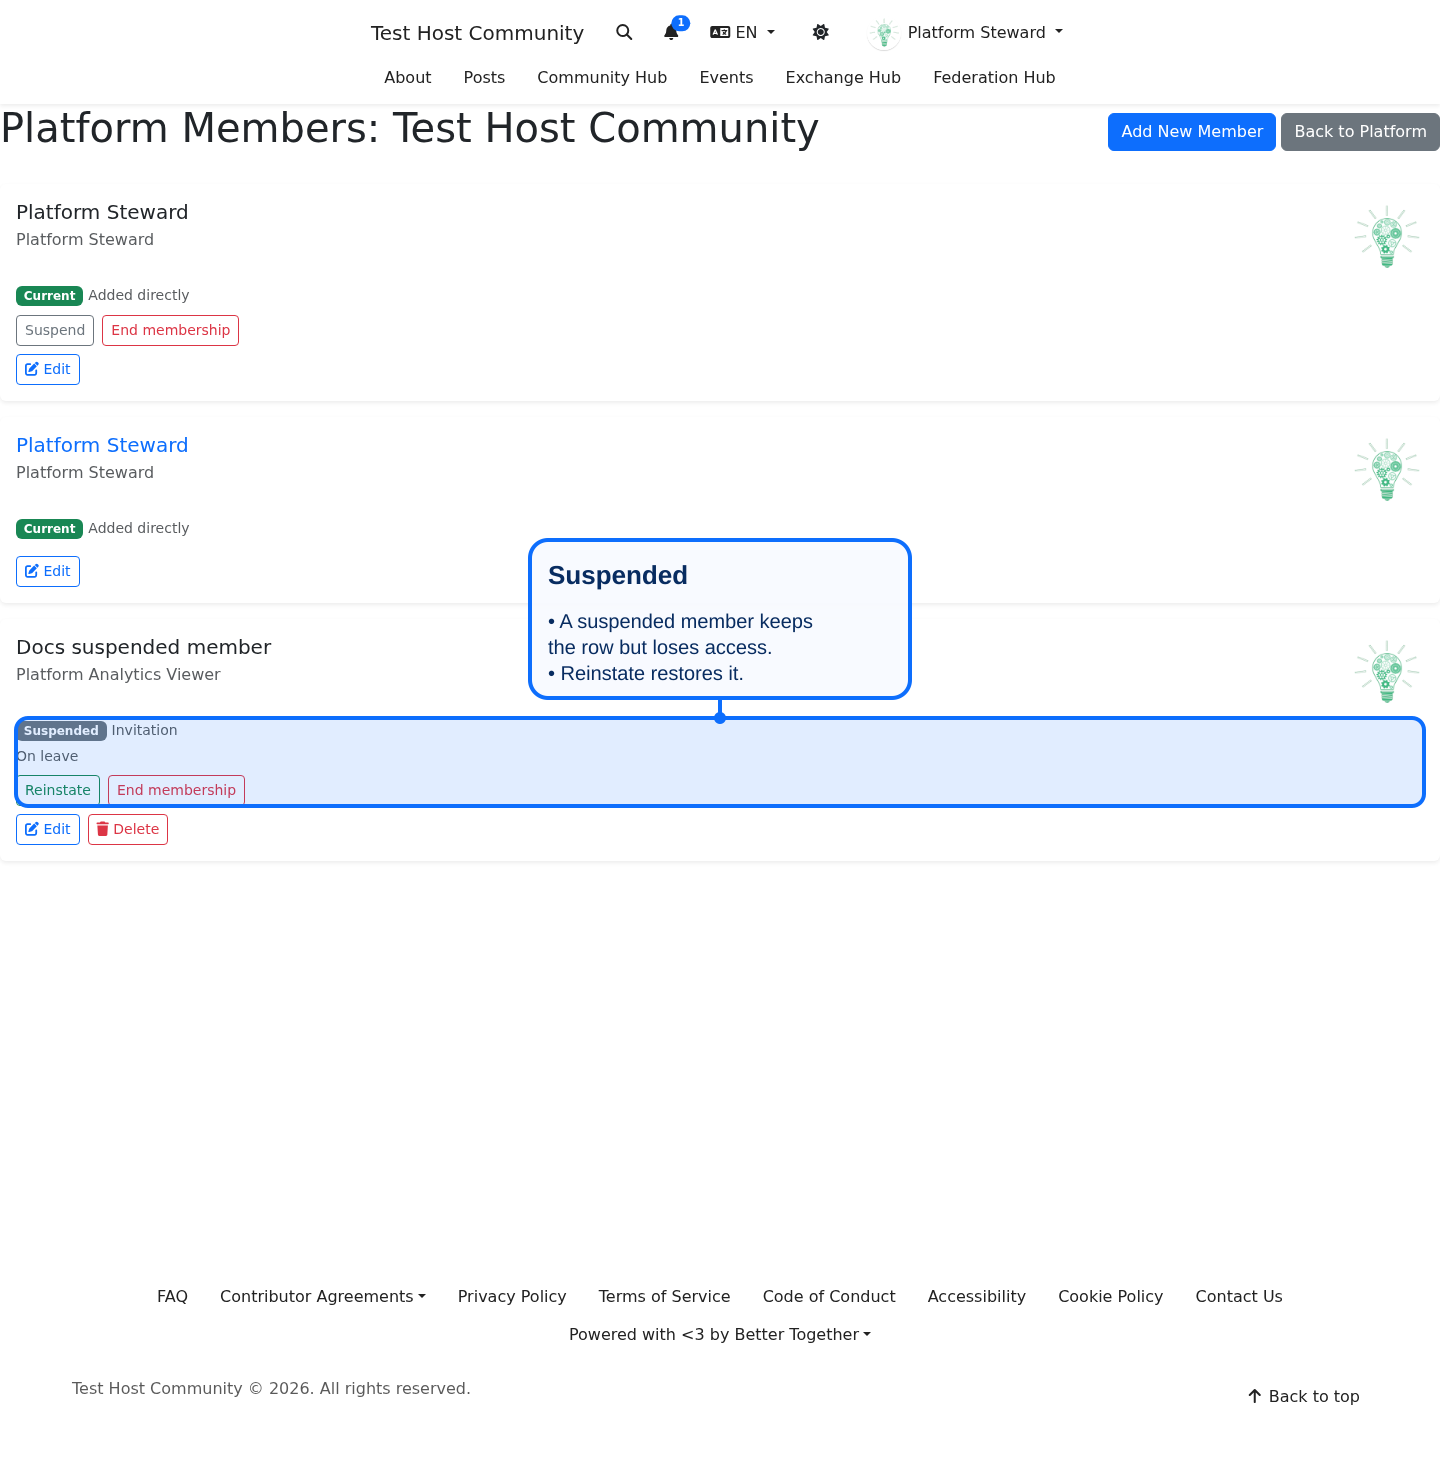 Test Host Community
1
EN
Platform Steward
About
Posts
Community Hub
Events
Exchange Hub
Federation Hub
Platform Members: Test Host Community
Add New Member
Back to Platform
Platform Steward
Platform Steward
Current Added directly
Suspend
End membership
Edit
Platform Steward
Platform Steward
Current Added directly
Edit
Suspended
• A suspended member keeps
the row but loses access.
• Reinstate restores it.
Docs suspended member
Platform Analytics Viewer
Suspended Invitation
On leave
Reinstate
End membership
Edit
Delete
FAQ
Contributor Agreements
Privacy Policy
Terms of Service
Code of Conduct
Accessibility
Cookie Policy
Contact Us
Powered with <3 by Better Together
Test Host Community © 2026. All rights reserved.
Back to top